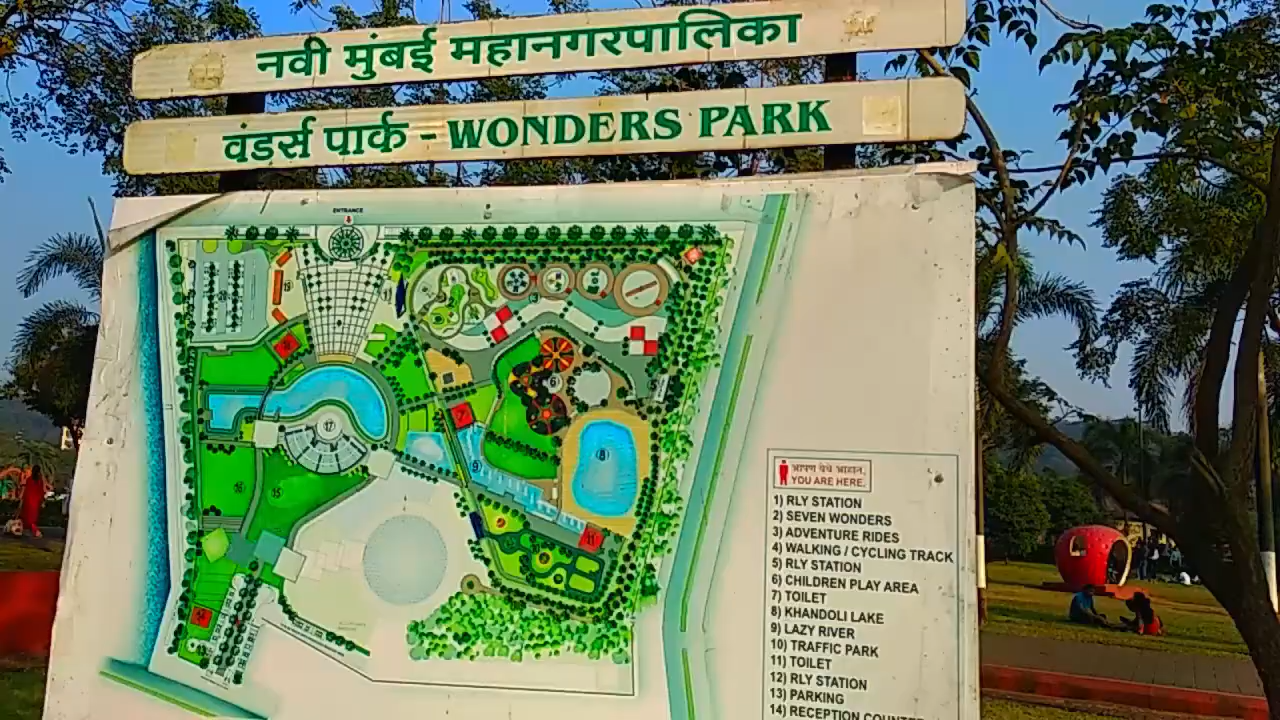 नवी मुंबई महानगरपालिका
वंडर्स पार्क - WONDERS PARK
ENTRANCE
आपण येथे आहात.
YOU ARE HERE.
1) RLY STATION
2) SEVEN WONDERS
3) ADVENTURE RIDES
4) WALKING / CYCLING TRACK
5) RLY STATION
6) CHILDREN PLAY AREA
7) TOILET
8) KHANDOLI LAKE
9) LAZY RIVER
10) TRAFFIC PARK
11) TOILET
12) RLY STATION
13) PARKING
14) RECEPTION